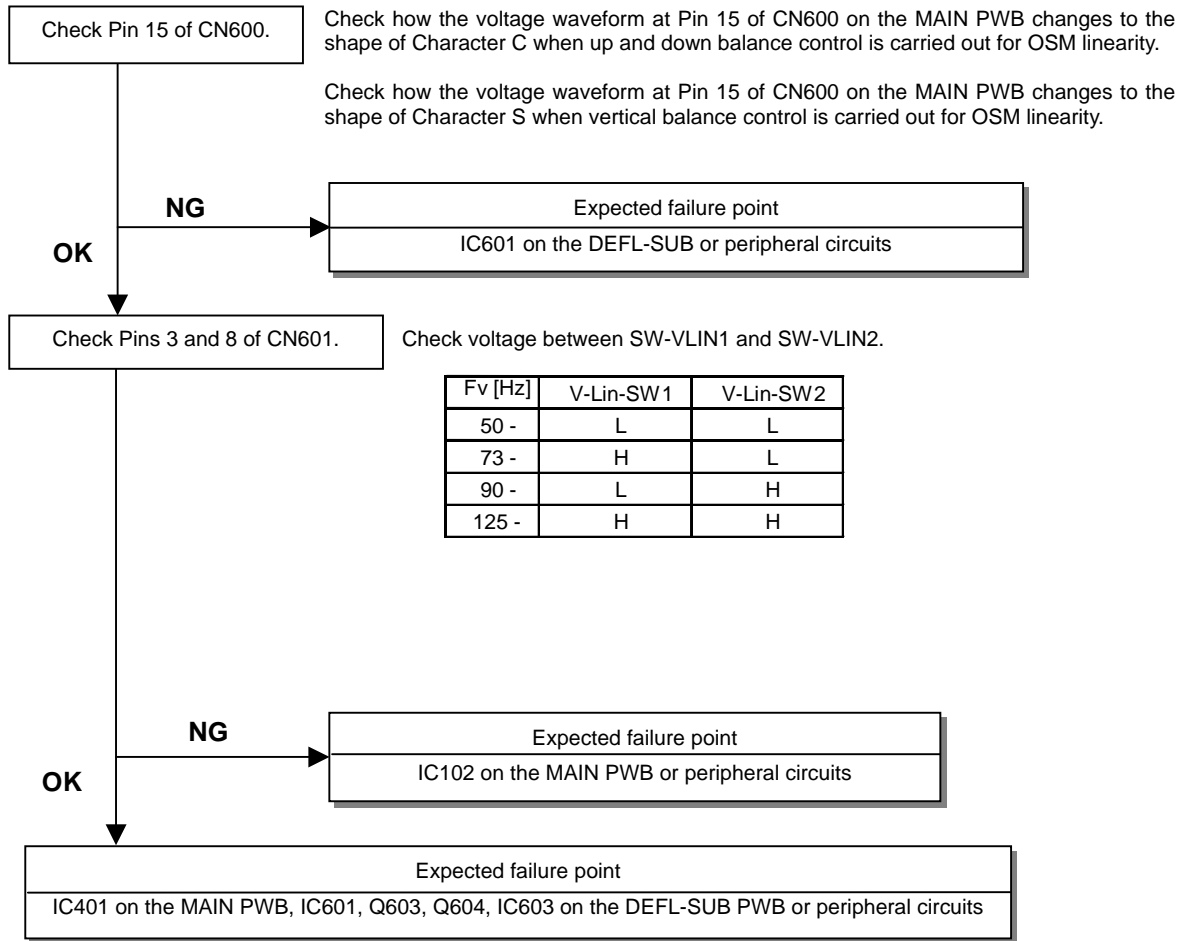 Check Pin 15 of CN600.
Check how the voltage waveform at Pin 15 of CN600 on the MAIN PWB changes to the
shape of Character C when up and down balance control is carried out for OSM linearity.
Check how the voltage waveform at Pin 15 of CN600 on the MAIN PWB changes to the
shape of Character S when vertical balance control is carried out for OSM linearity.
NG
Expected failure point
IC601 on the DEFL-SUB or peripheral circuits
OK
Check Pins 3 and 8 of CN601.
Check voltage between SW-VLIN1 and SW-VLIN2.
Fv [Hz] V-Lin-SW1 V-Lin-SW2
50 - L L
73 - H L
90 - L H
125 - H H
NG
Expected failure point
IC102 on the MAIN PWB or peripheral circuits
OK
Expected failure point
IC401 on the MAIN PWB, IC601, Q603, Q604, IC603 on the DEFL-SUB PWB or peripheral circuits